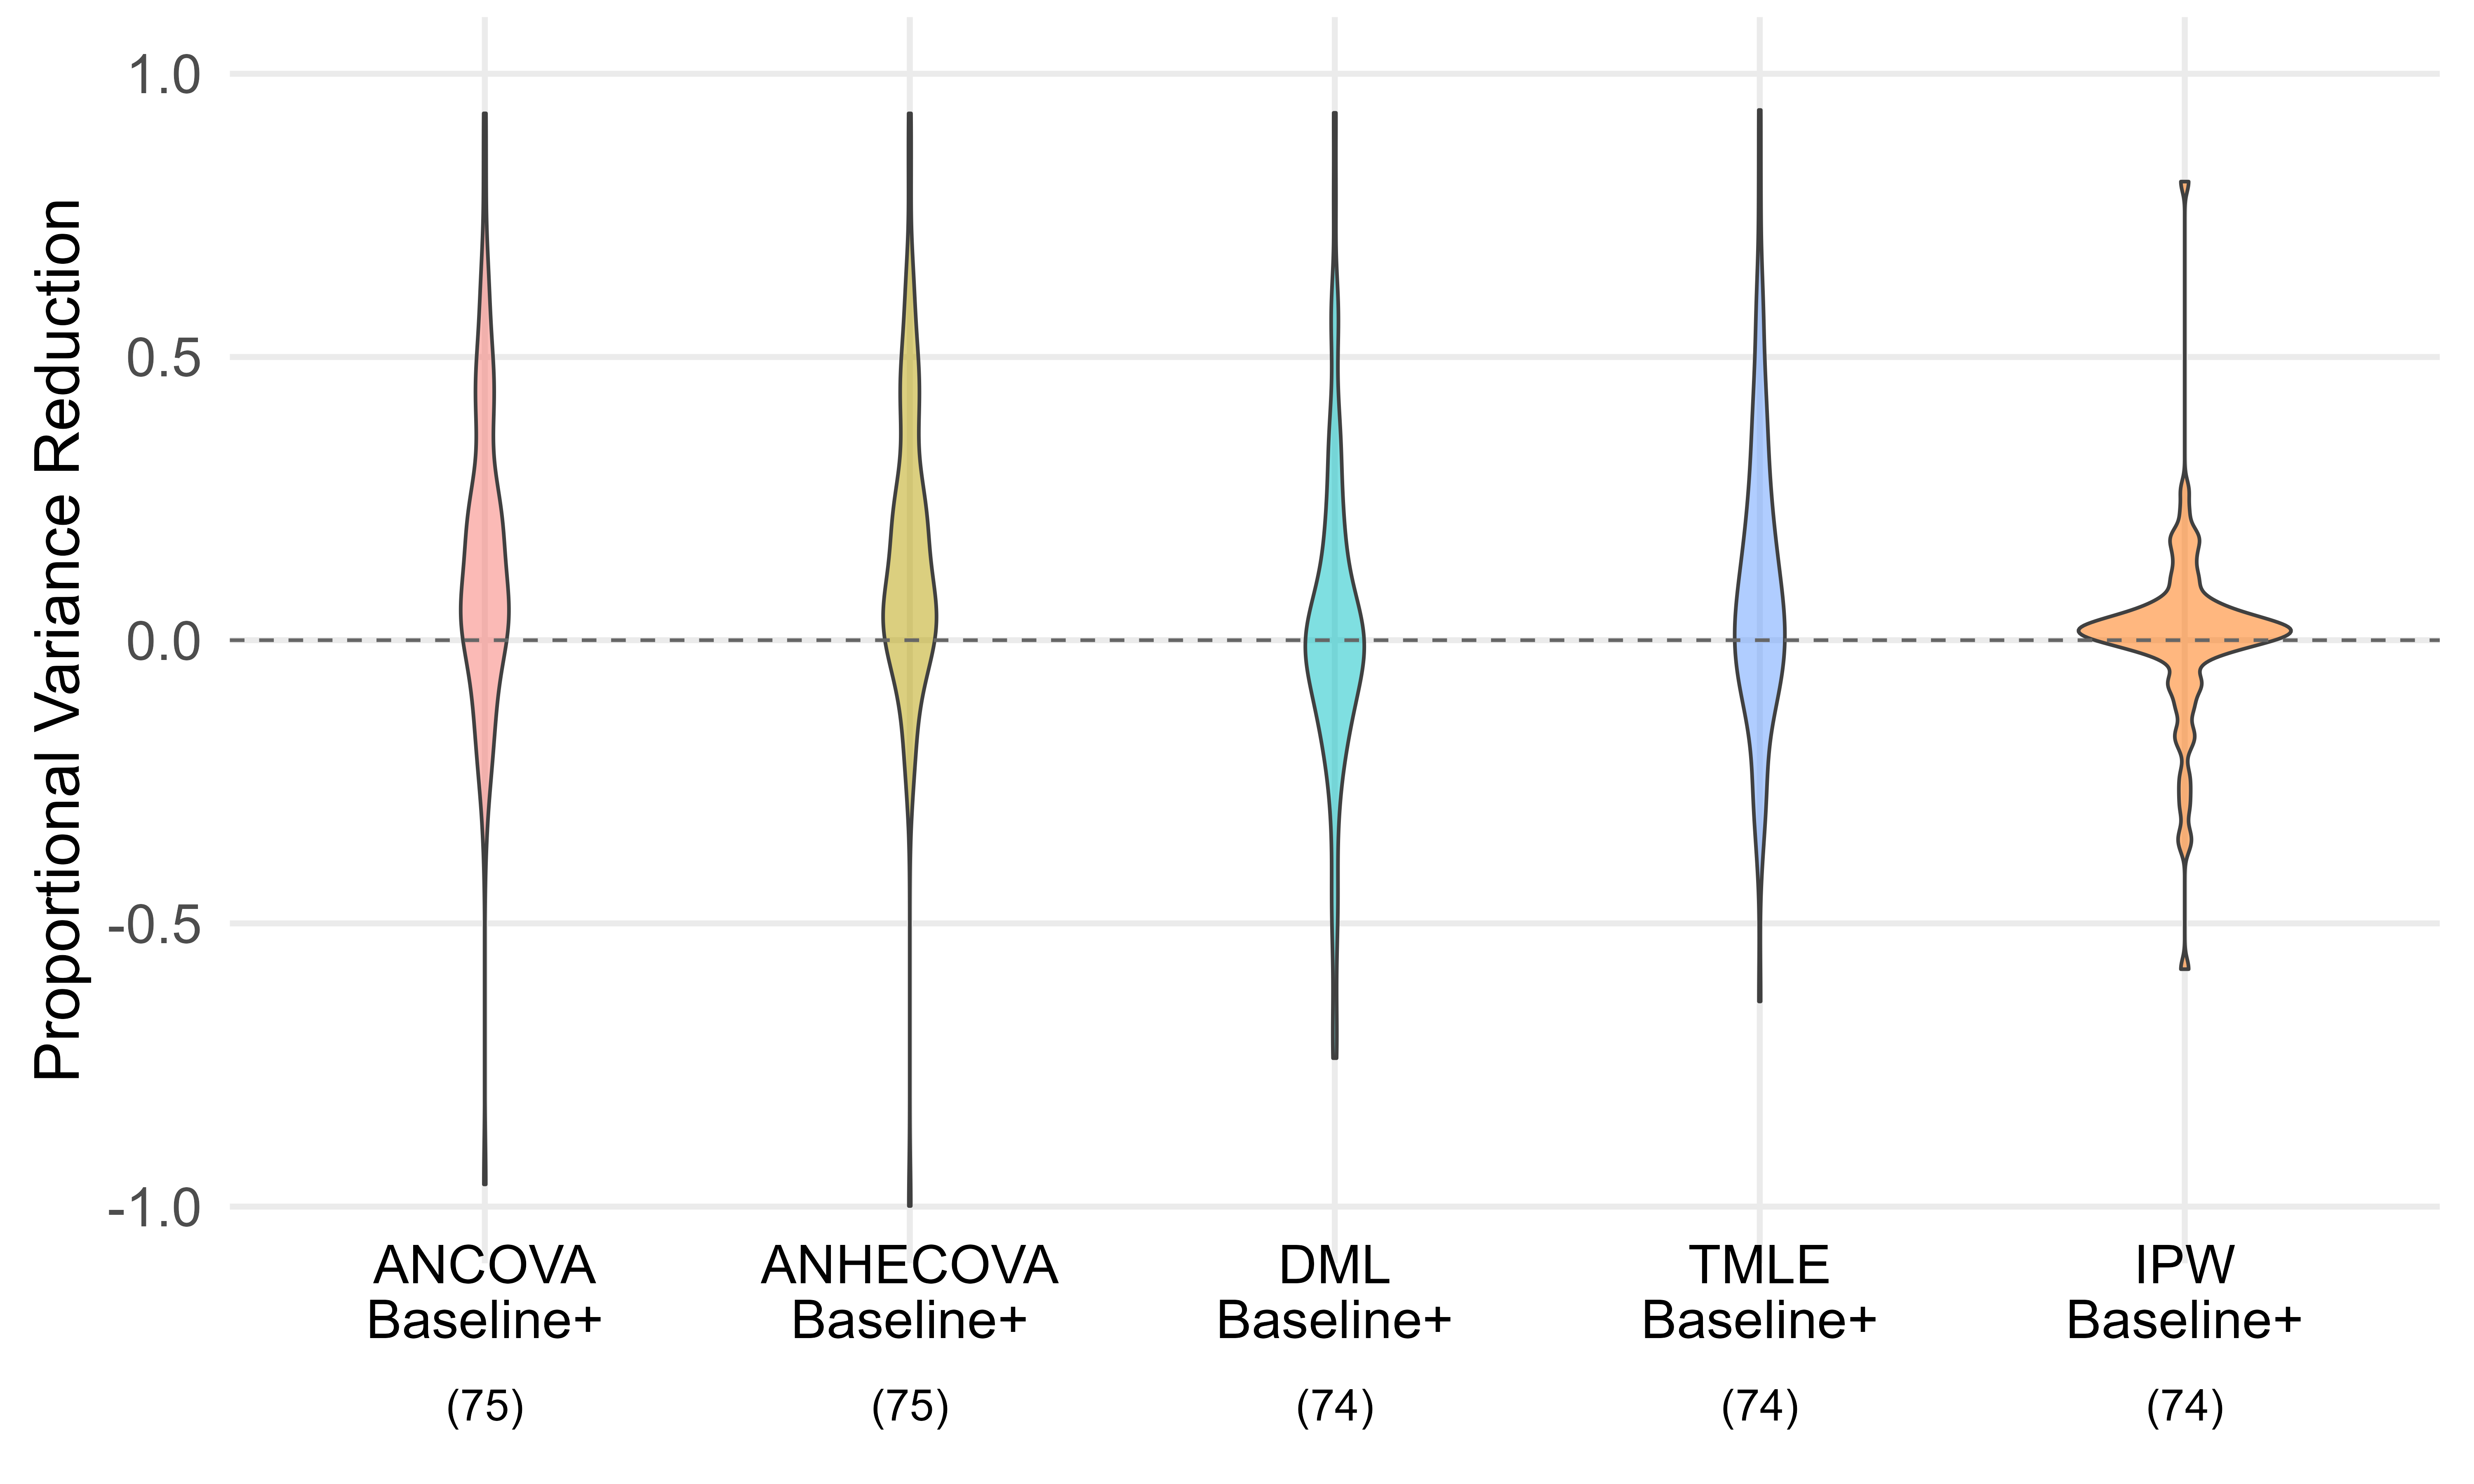 Proportional Variance Reduction
1.0
0.5
0.0
-0.5
-1.0
ANCOVA
Baseline+
(75)
ANHECOVA
Baseline+
(75)
DML
Baseline+
(74)
TMLE
Baseline+
(74)
IPW
Baseline+
(74)